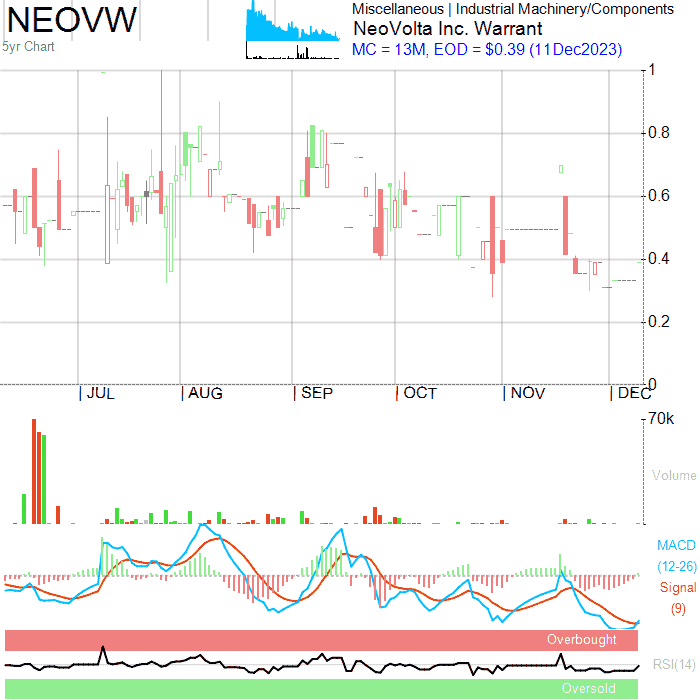 NEOVW
5yr Chart
Miscellaneous | Industrial Machinery/Components
NeoVolta Inc. Warrant
MC = 13M, EOD = $0.39 (11Dec2023)
1
0.8
0.6
0.4
0.2
0
JUL
AUG
SEP
OCT
NOV
DEC
70k
Volume
MACD
(12-26)
Signal
(9)
Overbought
RSI(14)
Oversold